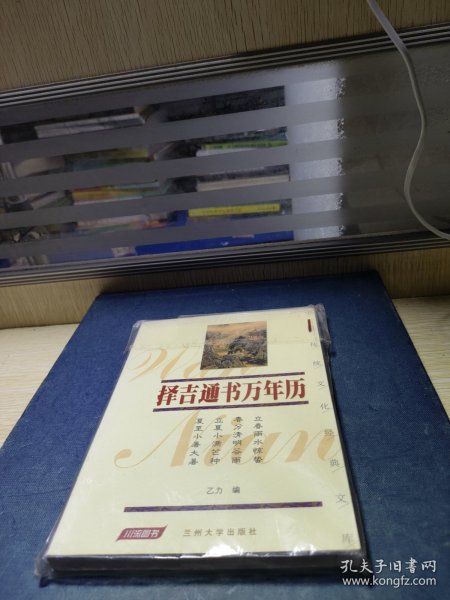 传统文化经典文库
择吉通书万年历
立春雨水惊蛰
春分清明谷雨
立夏小满芒种
夏至小暑大暑
乙力 编
兰州大学出版社
孔夫子旧书网
www.kongfz.com